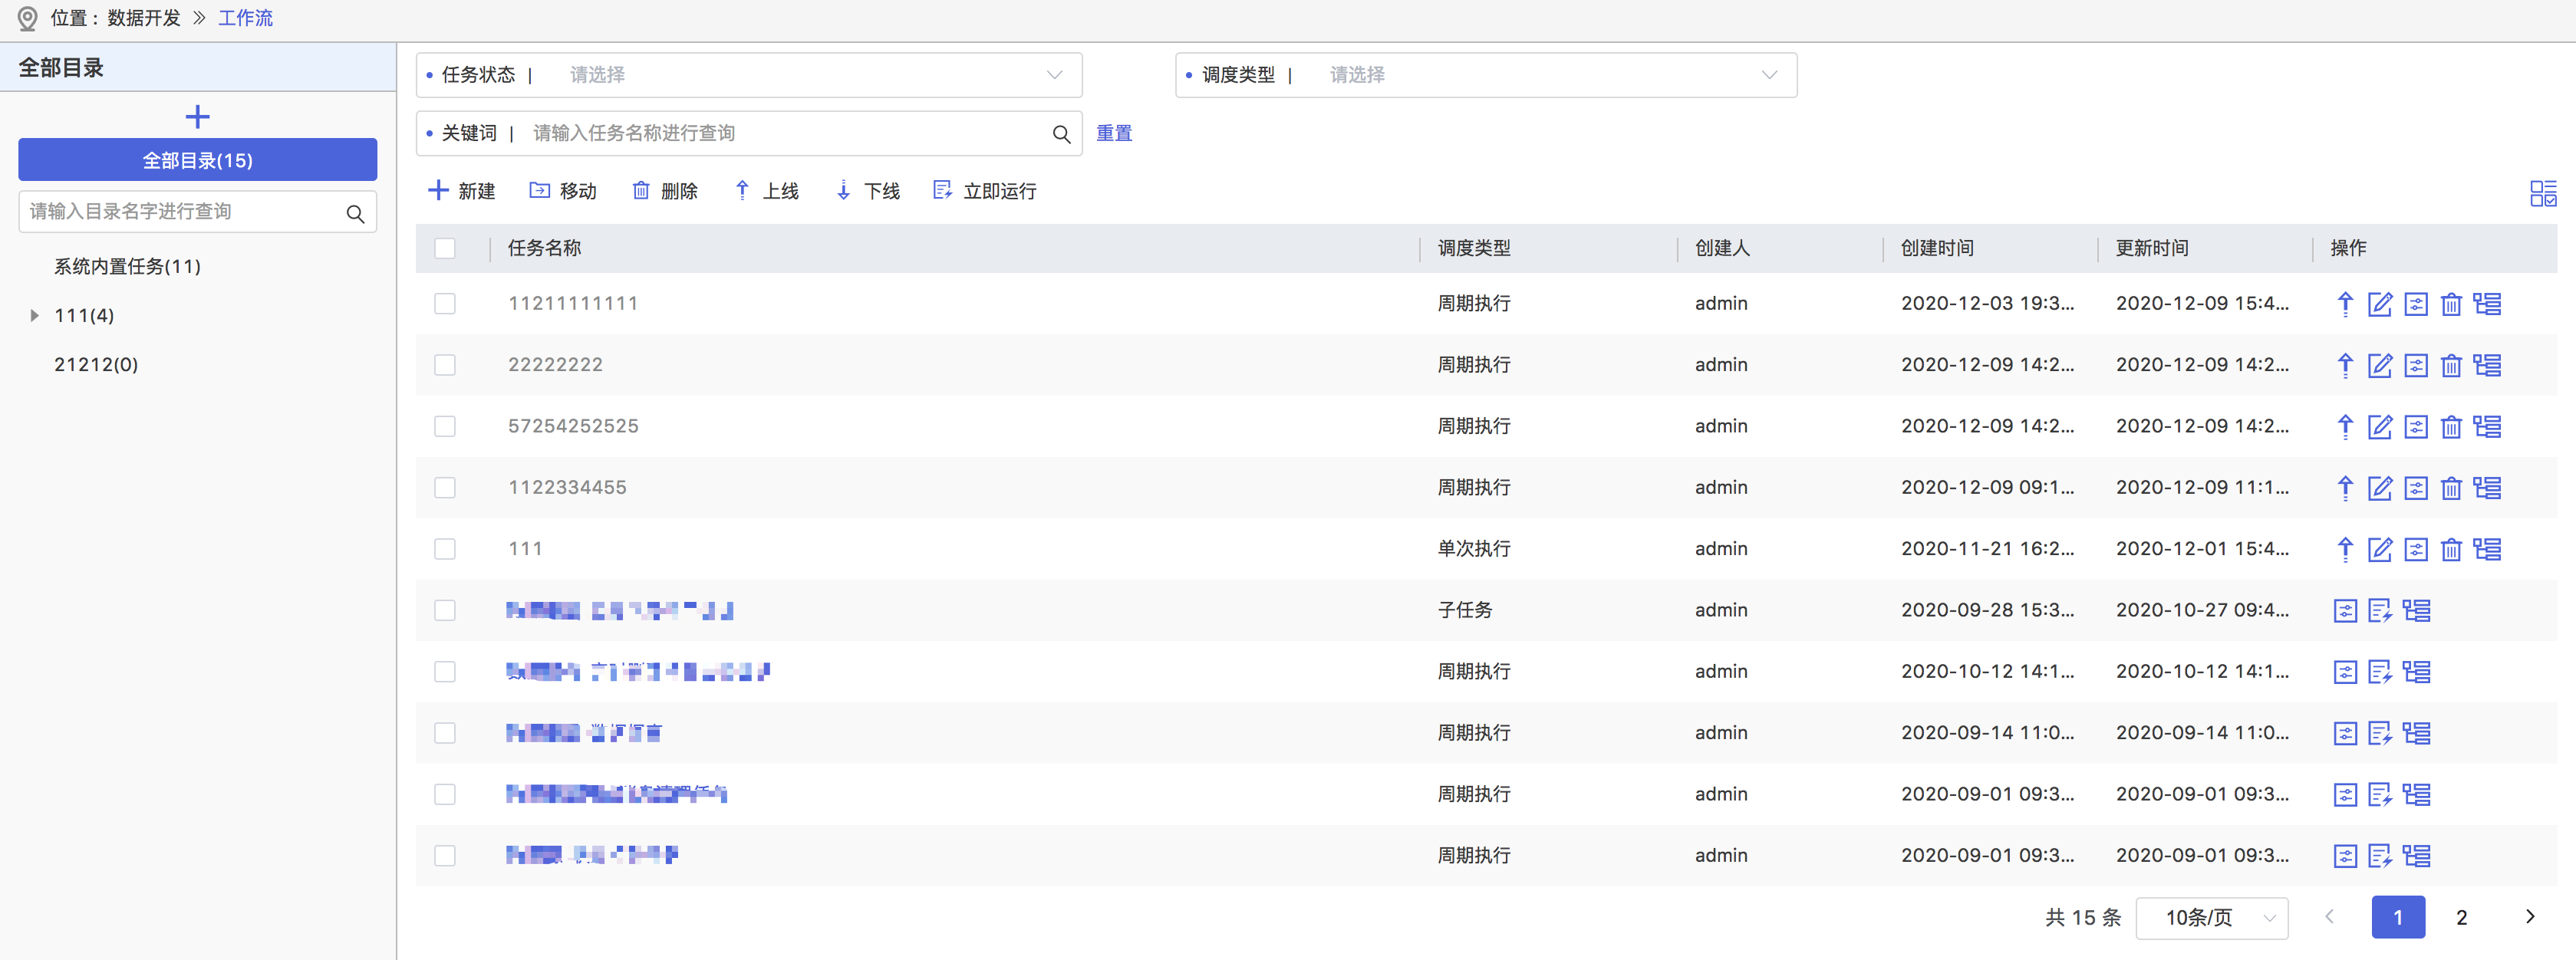 位置：数据开发 » 工作流
全部目录
全部目录(15)
请输入目录名字进行查询
系统内置任务(11)
111(4)
21212(0)
任务状态 | 请选择
调度类型 | 请选择
关键词 | 请输入任务名称进行查询 重置
新建 移动 删除 上线 下线 立即运行
任务名称 调度类型 创建人 创建时间 更新时间 操作
11211111111 周期执行 admin 2020-12-03 19:3... 2020-12-09 15:4...
22222222 周期执行 admin 2020-12-09 14:2... 2020-12-09 14:2...
57254252525 周期执行 admin 2020-12-09 14:2... 2020-12-09 14:2...
1122334455 周期执行 admin 2020-12-09 09:1... 2020-12-09 11:1...
111 单次执行 admin 2020-11-21 16:2... 2020-12-01 15:4...
子任务 admin 2020-09-28 15:3... 2020-10-27 09:4...
周期执行 admin 2020-10-12 14:1... 2020-10-12 14:1...
周期执行 admin 2020-09-14 11:0... 2020-09-14 11:0...
周期执行 admin 2020-09-01 09:3... 2020-09-01 09:3...
周期执行 admin 2020-09-01 09:3... 2020-09-01 09:3...
共 15 条 10条/页 1 2